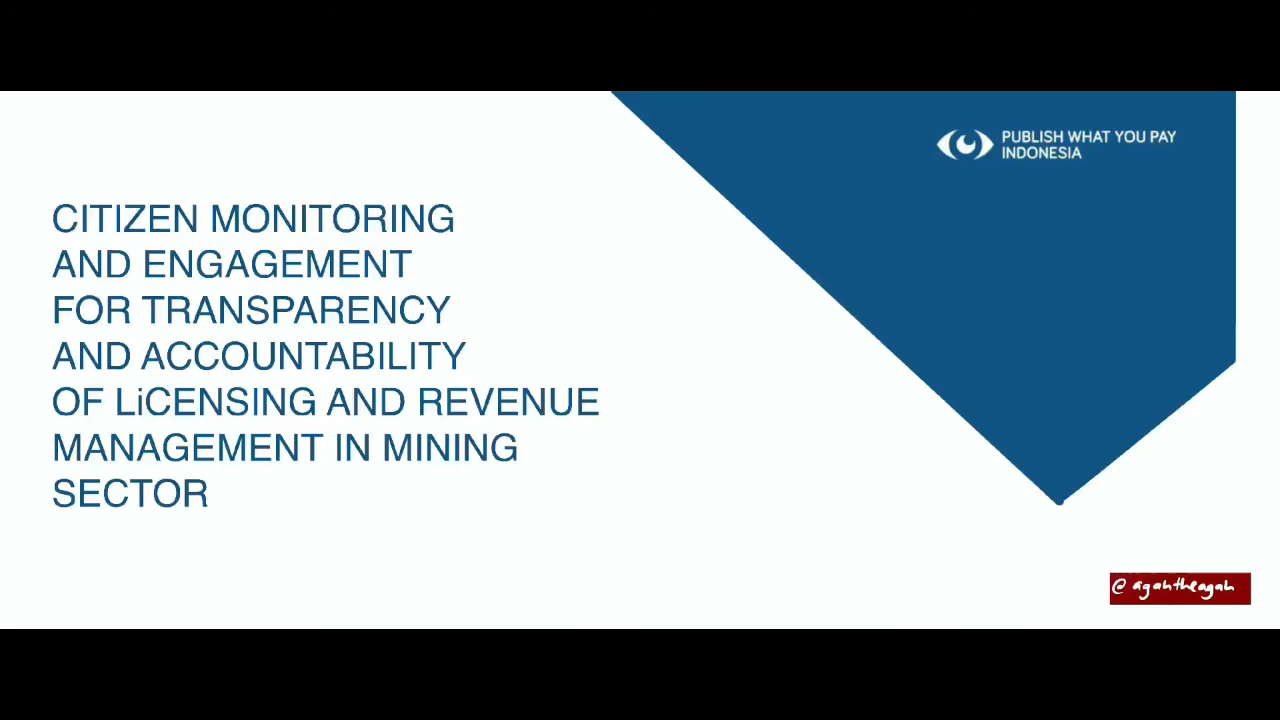 PUBLISH WHAT YOU PAY
INDONESIA
CITIZEN MONITORING
AND ENGAGEMENT
FOR TRANSPARENCY
AND ACCOUNTABILITY
OF LiCENSING AND REVENUE
MANAGEMENT IN MINING
SECTOR
@agahtheagah